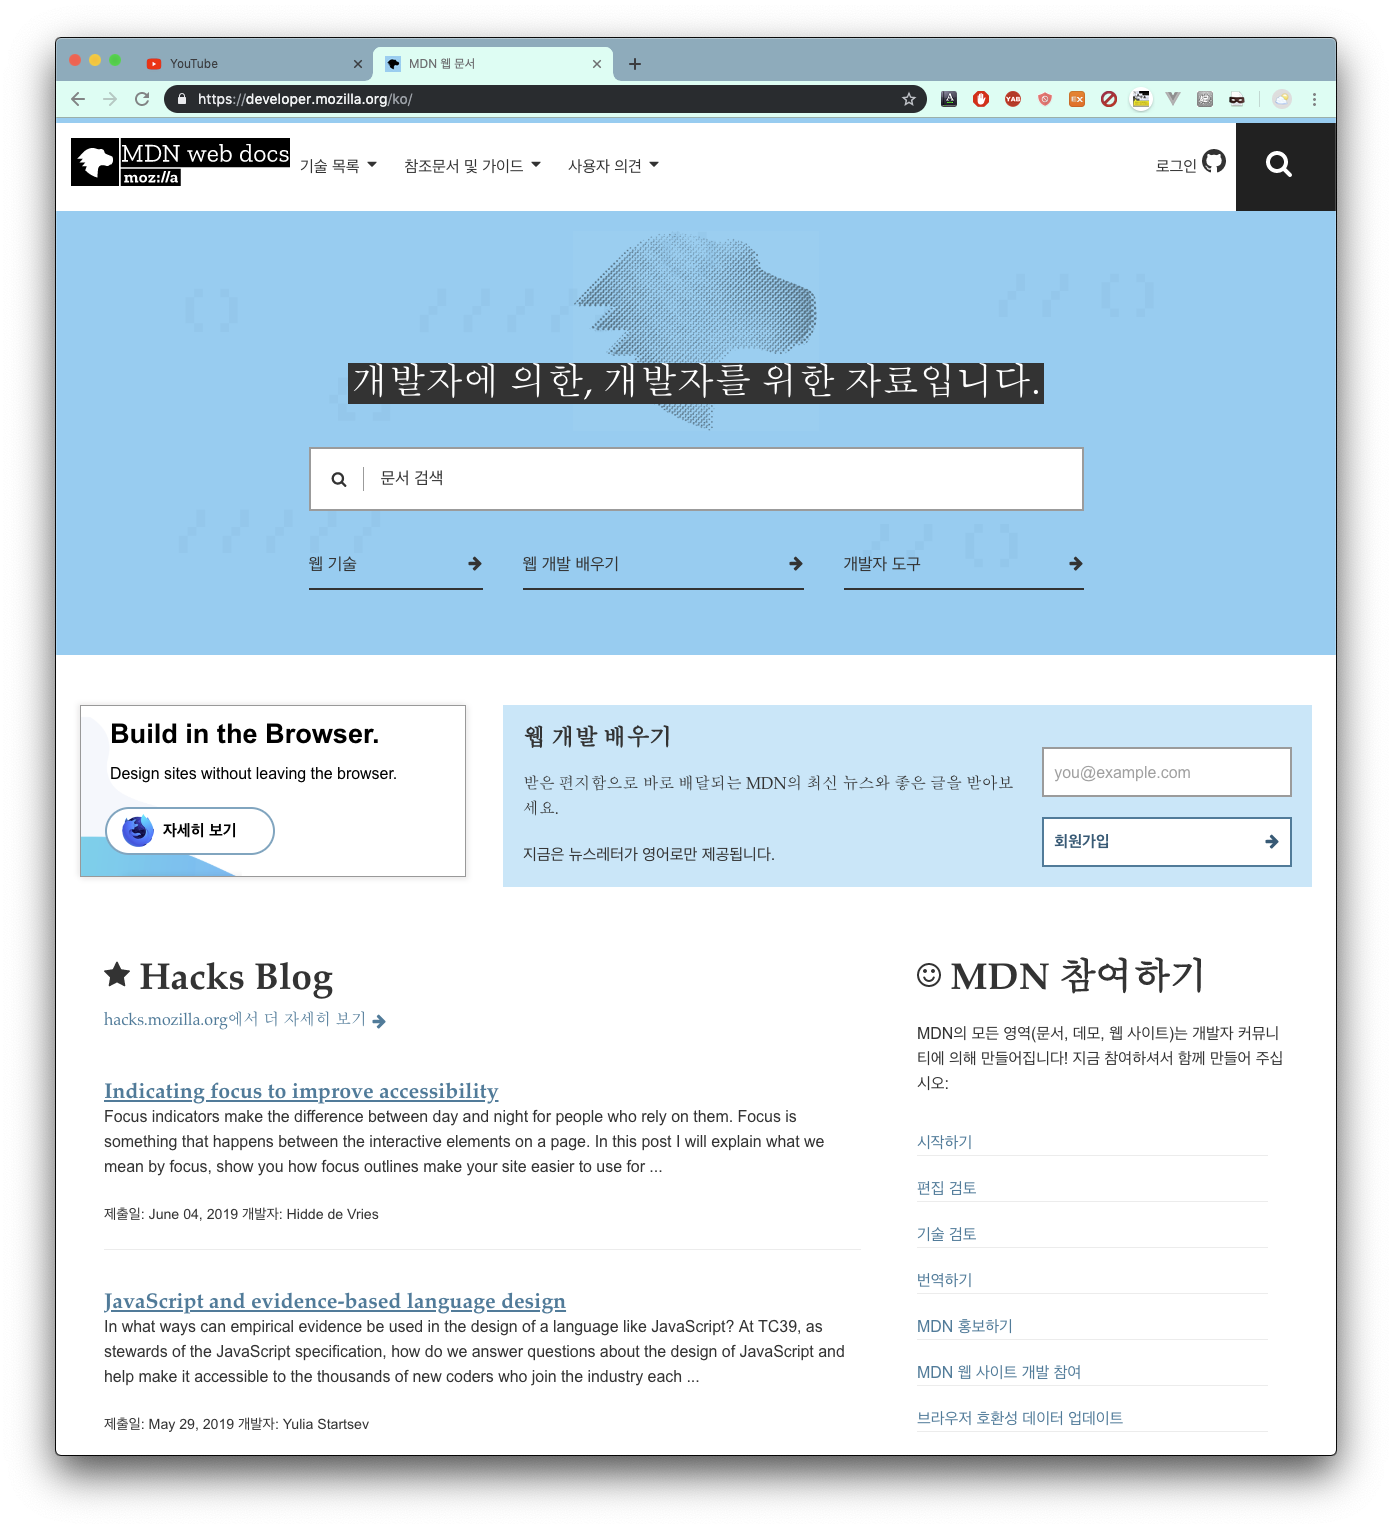 YouTube
MDN 웹 문서
https://developer.mozilla.org/ko/
MDN web docs
moz://a
기술 목록
참조문서 및 가이드
사용자 의견
로그인
개발자에 의한, 개발자를 위한 자료입니다.
문서 검색
웹 기술
웹 개발 배우기
개발자 도구
Build in the Browser.
Design sites without leaving the browser.
자세히 보기
웹 개발 배우기
받은 편지함으로 바로 배달되는 MDN의 최신 뉴스와 좋은 글을 받아보
세요.
지금은 뉴스레터가 영어로만 제공됩니다.
you@example.com
회원가입
Hacks Blog
hacks.mozilla.org에서 더 자세히 보기
Indicating focus to improve accessibility
Focus indicators make the difference between day and night for people who rely on them. Focus is
something that happens between the interactive elements on a page. In this post I will explain what we
mean by focus, show you how focus outlines make your site easier to use for ...
제출일: June 04, 2019 개발자: Hidde de Vries
JavaScript and evidence-based language design
In what ways can empirical evidence be used in the design of a language like JavaScript? At TC39, as
stewards of the JavaScript specification, how do we answer questions about the design of JavaScript and
help make it accessible to the thousands of new coders who join the industry each ...
제출일: May 29, 2019 개발자: Yulia Startsev
MDN 참여하기
MDN의 모든 영역(문서, 데모, 웹 사이트)는 개발자 커뮤니
티에 의해 만들어집니다! 지금 참여하셔서 함께 만들어 주십
시오:
시작하기
편집 검토
기술 검토
번역하기
MDN 홍보하기
MDN 웹 사이트 개발 참여
브라우저 호환성 데이터 업데이트